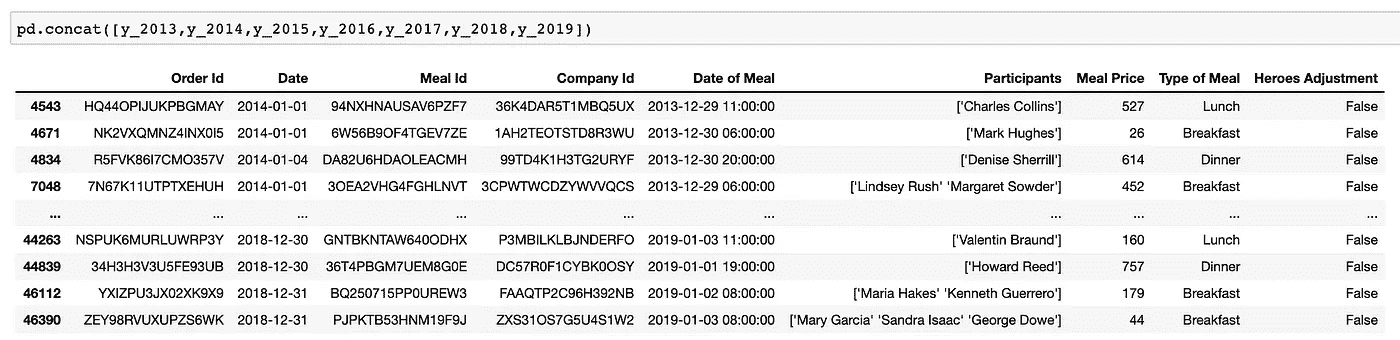 pd.concat([y_2013,y_2014,y_2015,y_2016,y_2017,y_2018,y_2019])
Order Id Date Meal Id Company Id Date of Meal Participants Meal Price Type of Meal Heroes Adjustment
4543 HQ44OPIJUKPBGMAY 2014-01-01 94NXHNAUSAV6PZF7 36K4DAR5T1MBQ5UX 2013-12-29 11:00:00 ['Charles Collins'] 527 Lunch False
4671 NK2VXQMNZ4INX0I5 2014-01-01 6W56B9OF4TGEV7ZE 1AH2TEOTSTD8R3WU 2013-12-30 06:00:00 ['Mark Hughes'] 26 Breakfast False
4834 R5FVK86I7CMO357V 2014-01-04 DA82U6HDAOLEACMH 99TD4K1H3TG2URYF 2013-12-30 20:00:00 ['Denise Sherrill'] 614 Dinner False
7048 7N67K11UTPTXEHUH 2014-01-01 3OEA2VHG4FGHLNVT 3CPWTWCDZYWVVQCS 2013-12-29 06:00:00 ['Lindsey Rush' 'Margaret Sowder'] 452 Breakfast False
... ... ... ... ... ... ... ... ... ...
44263 NSPUK6MURLUWRP3Y 2018-12-30 GNTBKNTAW640ODHX P3MBILKLBJNDERFO 2019-01-03 11:00:00 ['Valentin Braund'] 160 Lunch False
44839 34H3H3V3U5FE93UB 2018-12-30 36T4PBGM7UEM8G0E DC57R0F1CYBK0OSY 2019-01-01 19:00:00 ['Howard Reed'] 757 Dinner False
46112 YXIZPU3JX02XK9X9 2018-12-31 BQ250715PP0UREW3 FAAQTP2C96H392NB 2019-01-02 08:00:00 ['Maria Hakes' 'Kenneth Guerrero'] 179 Breakfast False
46390 ZEY98RVUXUPZS6WK 2018-12-31 PJPKTB53HNM19F9J ZXS31OS7G5U4S1W2 2019-01-03 08:00:00 ['Mary Garcia' 'Sandra Isaac' 'George Dowe'] 44 Breakfast False